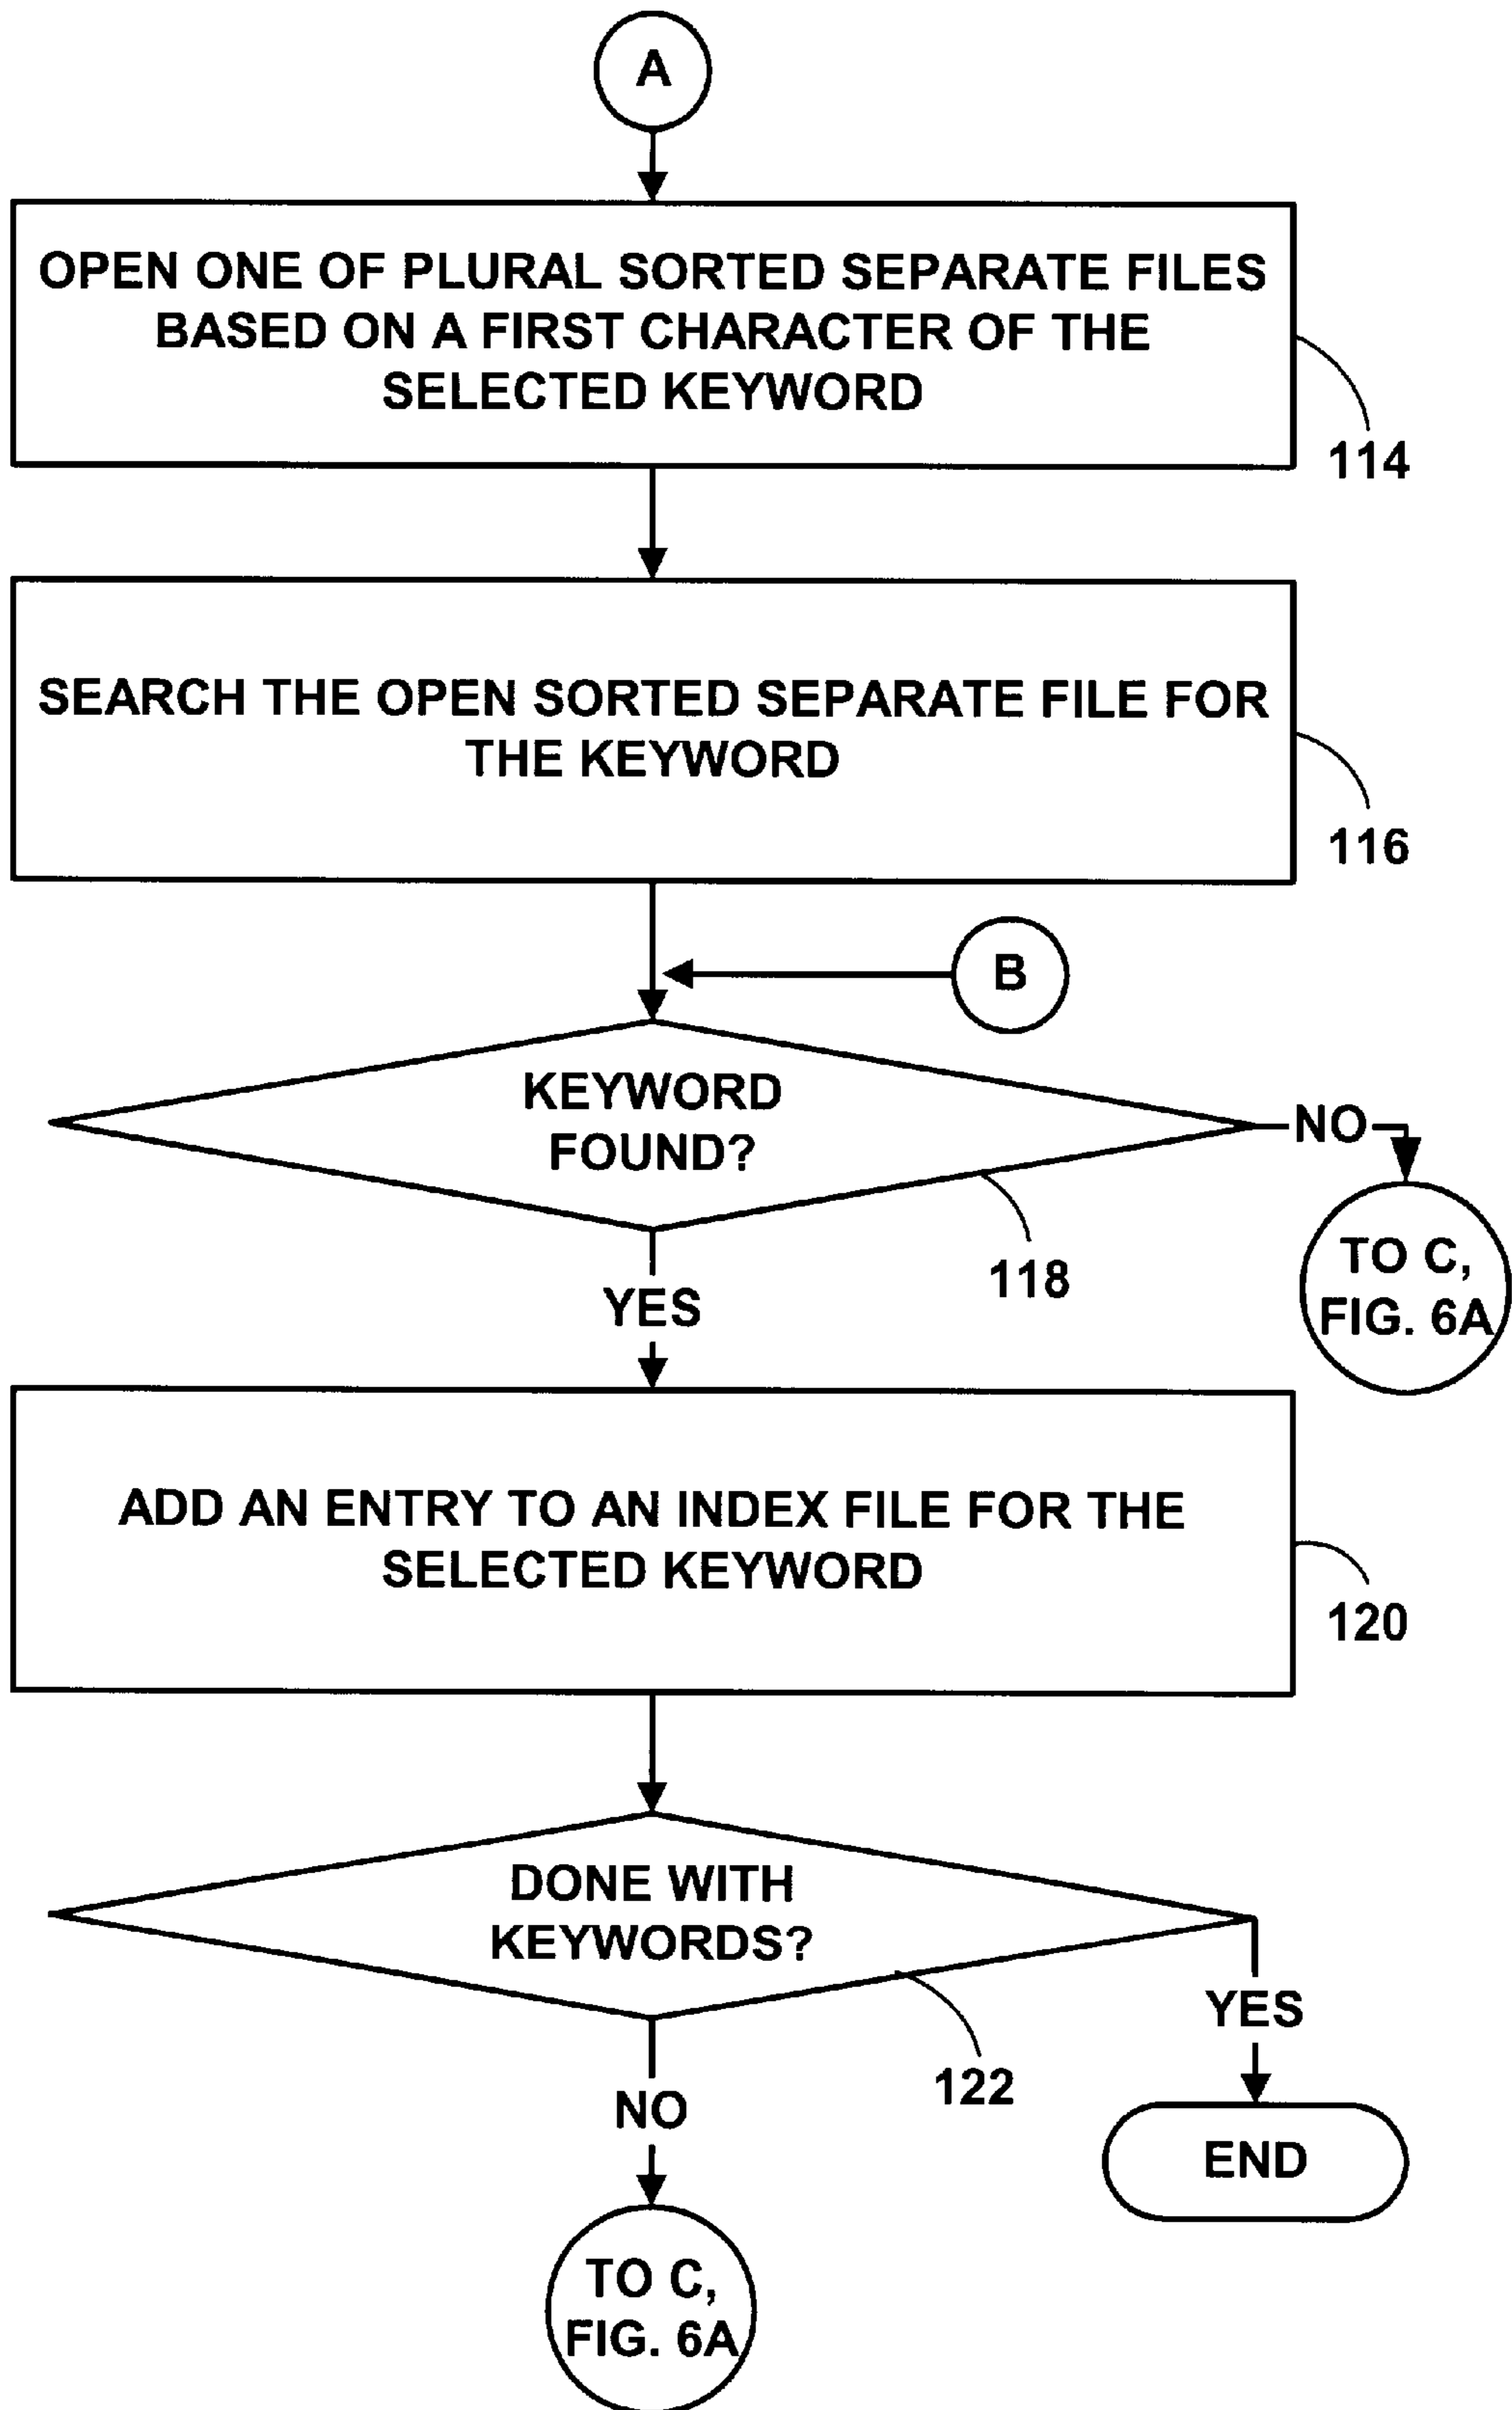 A
OPEN ONE OF PLURAL SORTED SEPARATE FILES
BASED ON A FIRST CHARACTER OF THE
SELECTED KEYWORD
114
SEARCH THE OPEN SORTED SEPARATE FILE FOR
THE KEYWORD
116
B
KEYWORD
FOUND?
NO
118
TO C,
FIG. 6A
YES
ADD AN ENTRY TO AN INDEX FILE FOR THE
SELECTED KEYWORD
120
DONE WITH
KEYWORDS?
YES
122
NO
END
TO C,
FIG. 6A